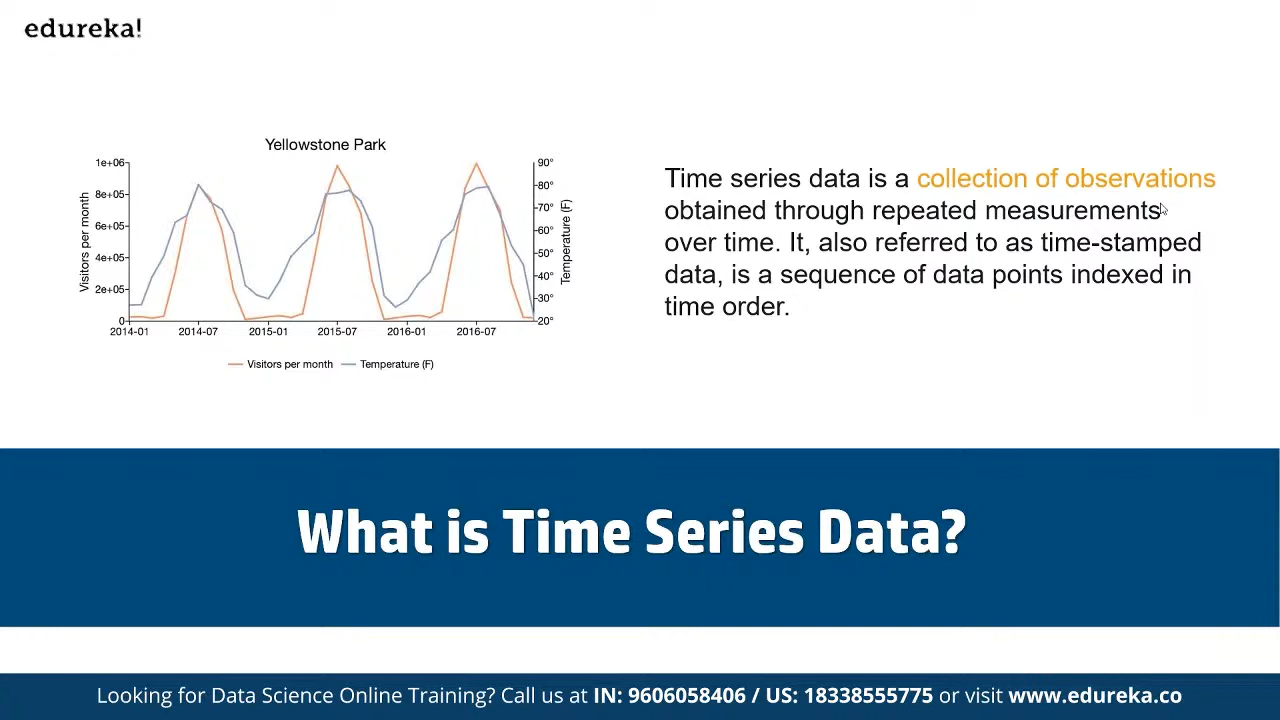 edureka!
Yellowstone Park
1e+06
8e+05
6e+05
4e+05
2e+05
0
Visitors per month
90°
80°
70°
60°
50°
40°
30°
20°
Temperature (F)
2014-01 2014-07 2015-01 2015-07 2016-01 2016-07
Visitors per month Temperature (F)
Time series data is a collection of observations
obtained through repeated measurements
over time. It, also referred to as time-stamped
data, is a sequence of data points indexed in
time order.
What is Time Series Data?
Looking for Data Science Online Training? Call us at IN: 9606058406 / US: 18338555775 or visit www.edureka.co